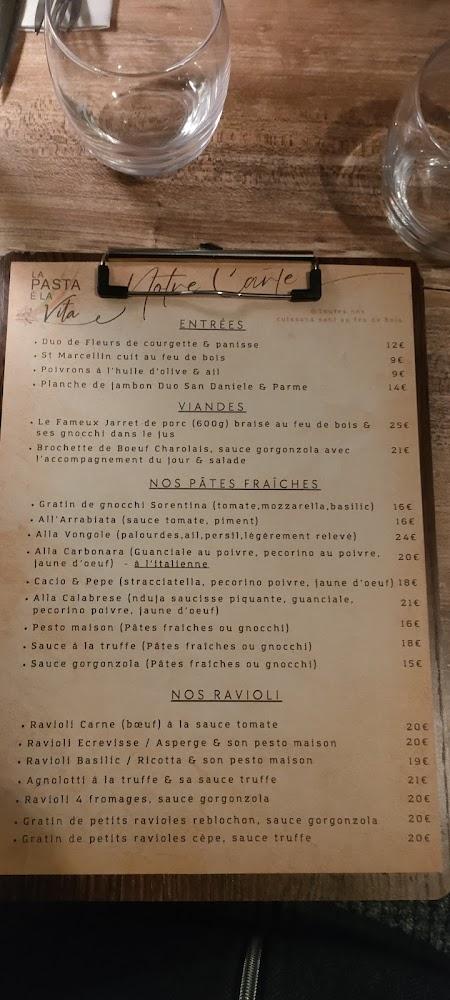 LA
PASTA
È LA
Vita
Notre Carte
Toutes nos
cuissons sont au feu de bois
ENTRÉES
• Duo de Fleurs de courgette & panisse 12€
• St Marcellin cuit au feu de bois 9€
• Poivrons à l'huile d'olive & ail 9€
• Planche de jambon Duo San Daniele & Parme 14€
VIANDES
• Le Fameux Jarret de porc (600g) braisé au feu de bois & 25€
ses gnocchi dans le jus
• Brochette de Boeuf Charolais, sauce gorgonzola avec 21€
l'accompagnement du jour & salade
NOS PÂTES FRAÎCHES
• Gratin de gnocchi Sorentina (tomate,mozzarella,basilic) 16€
• All'Arrabiata (sauce tomate, piment) 16€
• Alla Vongole (palourdes,ail,persil,légèrement relevé) 24€
• Alla Carbonara (Guanciale au poivre, pecorino au poivre, 20€
jaune d'oeuf) - à l'italienne
• Cacio & Pepe (stracciatella, pecorino poivre, jaune d'oeuf) 18€
• Alla Calabrese (nduja saucisse piquante, guanciale, 21€
pecorino poivre, jaune d'oeuf)
• Pesto maison (Pâtes fraîches ou gnocchi) 16€
• Sauce à la truffe (Pâtes fraîches ou gnocchi) 18€
• Sauce gorgonzola (Pâtes fraîches ou gnocchi) 15€
NOS RAVIOLI
• Ravioli Carne (bœuf) à la sauce tomate 20€
• Ravioli Ecrevisse / Asperge & son pesto maison 20€
• Ravioli Basilic / Ricotta & son pesto maison 19€
• Agnolotti à la truffe & sa sauce truffe 21€
• Ravioli 4 fromages, sauce gorgonzola 20€
• Gratin de petits ravioles reblochon, sauce gorgonzola 20€
• Gratin de petits ravioles cèpe, sauce truffe 20€